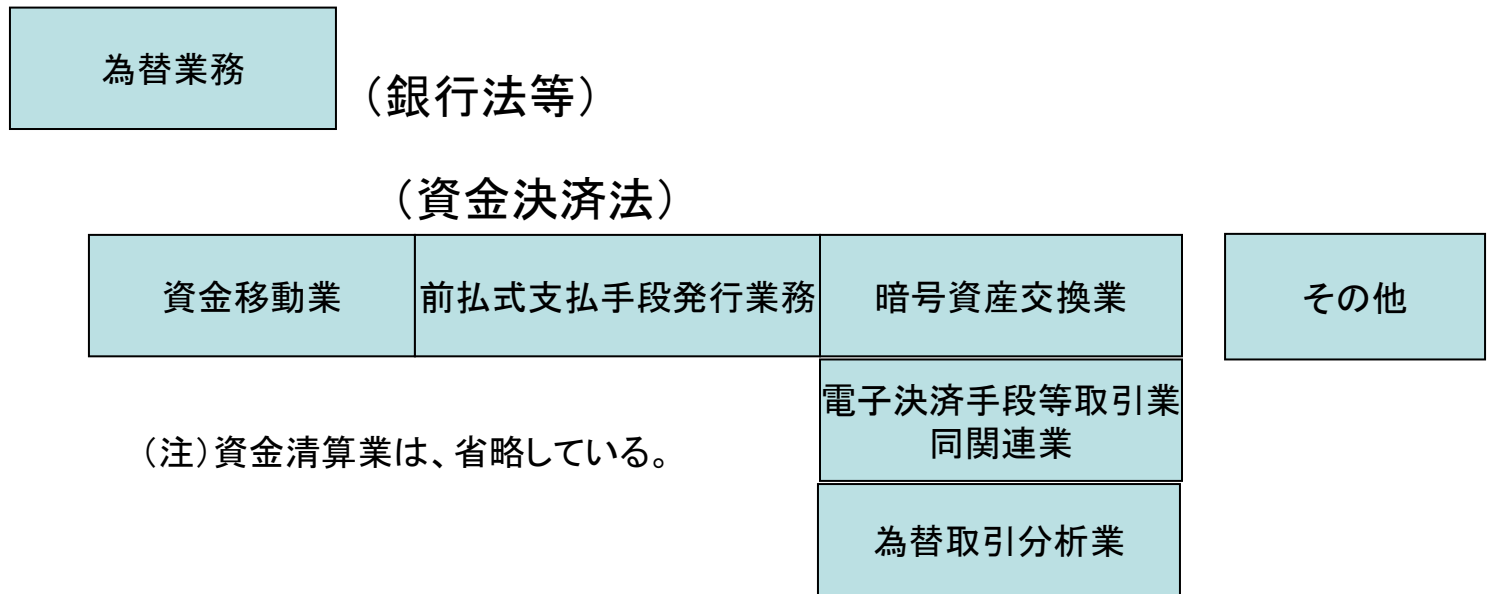 為替業務
（銀行法等）
（資金決済法）
資金移動業
前払式支払手段発行業務
暗号資産交換業
その他
電子決済手段等取引業
同関連業
（注）資金清算業は、省略している。
為替取引分析業